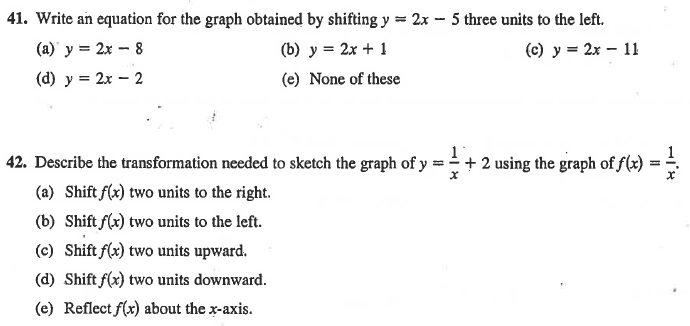 41. Write an equation for the graph obtained by shifting y = 2x − 5 three units to the left.
(a) y = 2x − 8 (b) y = 2x + 1 (c) y = 2x − 11
(d) y = 2x − 2 (e) None of these
42. Describe the transformation needed to sketch the graph of y = 1/x + 2 using the graph of f(x) = 1/x.
(a) Shift f(x) two units to the right.
(b) Shift f(x) two units to the left.
(c) Shift f(x) two units upward.
(d) Shift f(x) two units downward.
(e) Reflect f(x) about the x-axis.